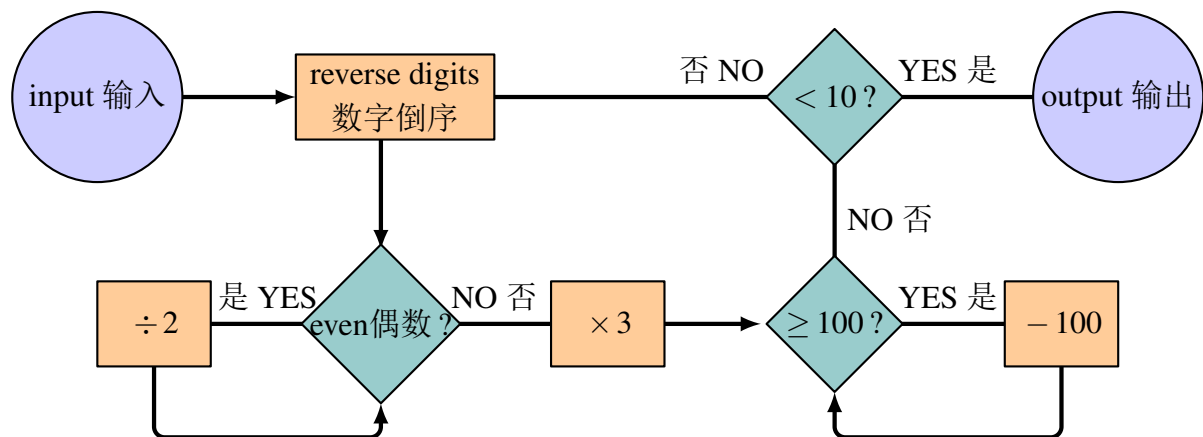 input 输入
reverse digits
数字倒序
否 NO
< 10 ?
YES 是
output 输出
NO 否
÷ 2
是 YES
even偶数 ?
NO 否
× 3
≥ 100 ?
YES 是
− 100